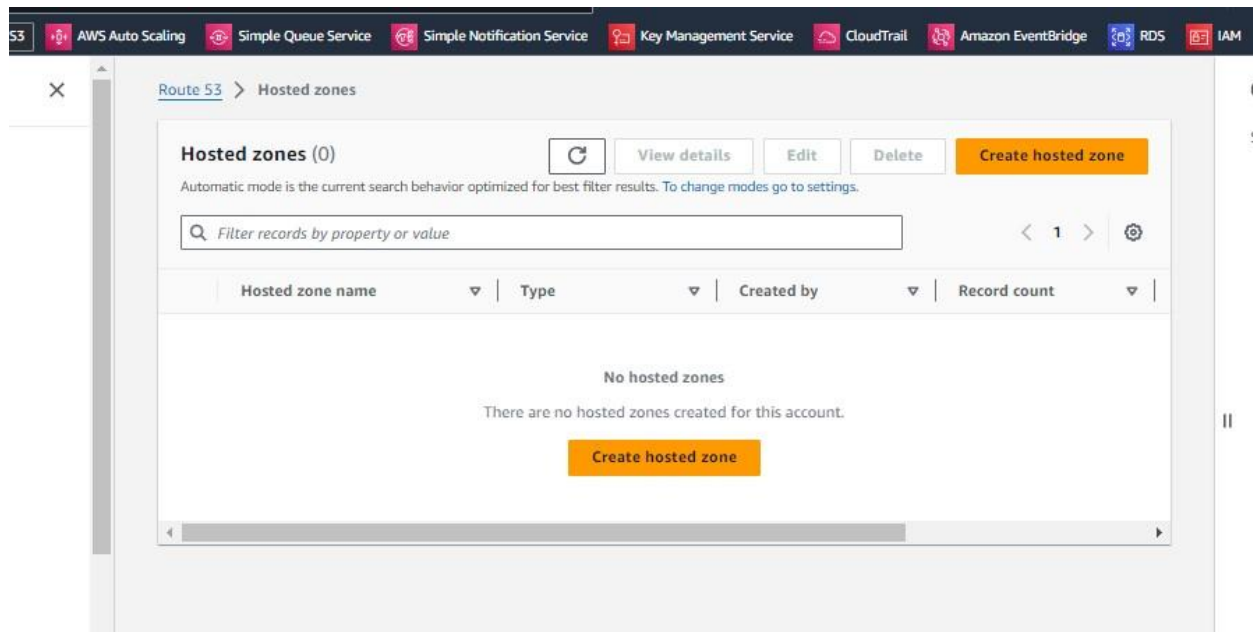 S3 AWS Auto Scaling Simple Queue Service Simple Notification Service Key Management Service CloudTrail Amazon EventBridge RDS IAM
Route 53 > Hosted zones
Hosted zones (0) View details Edit Delete Create hosted zone
Automatic mode is the current search behavior optimized for best filter results. To change modes go to settings.
Filter records by property or value < 1 >
Hosted zone name Type Created by Record count
No hosted zones
There are no hosted zones created for this account.
Create hosted zone